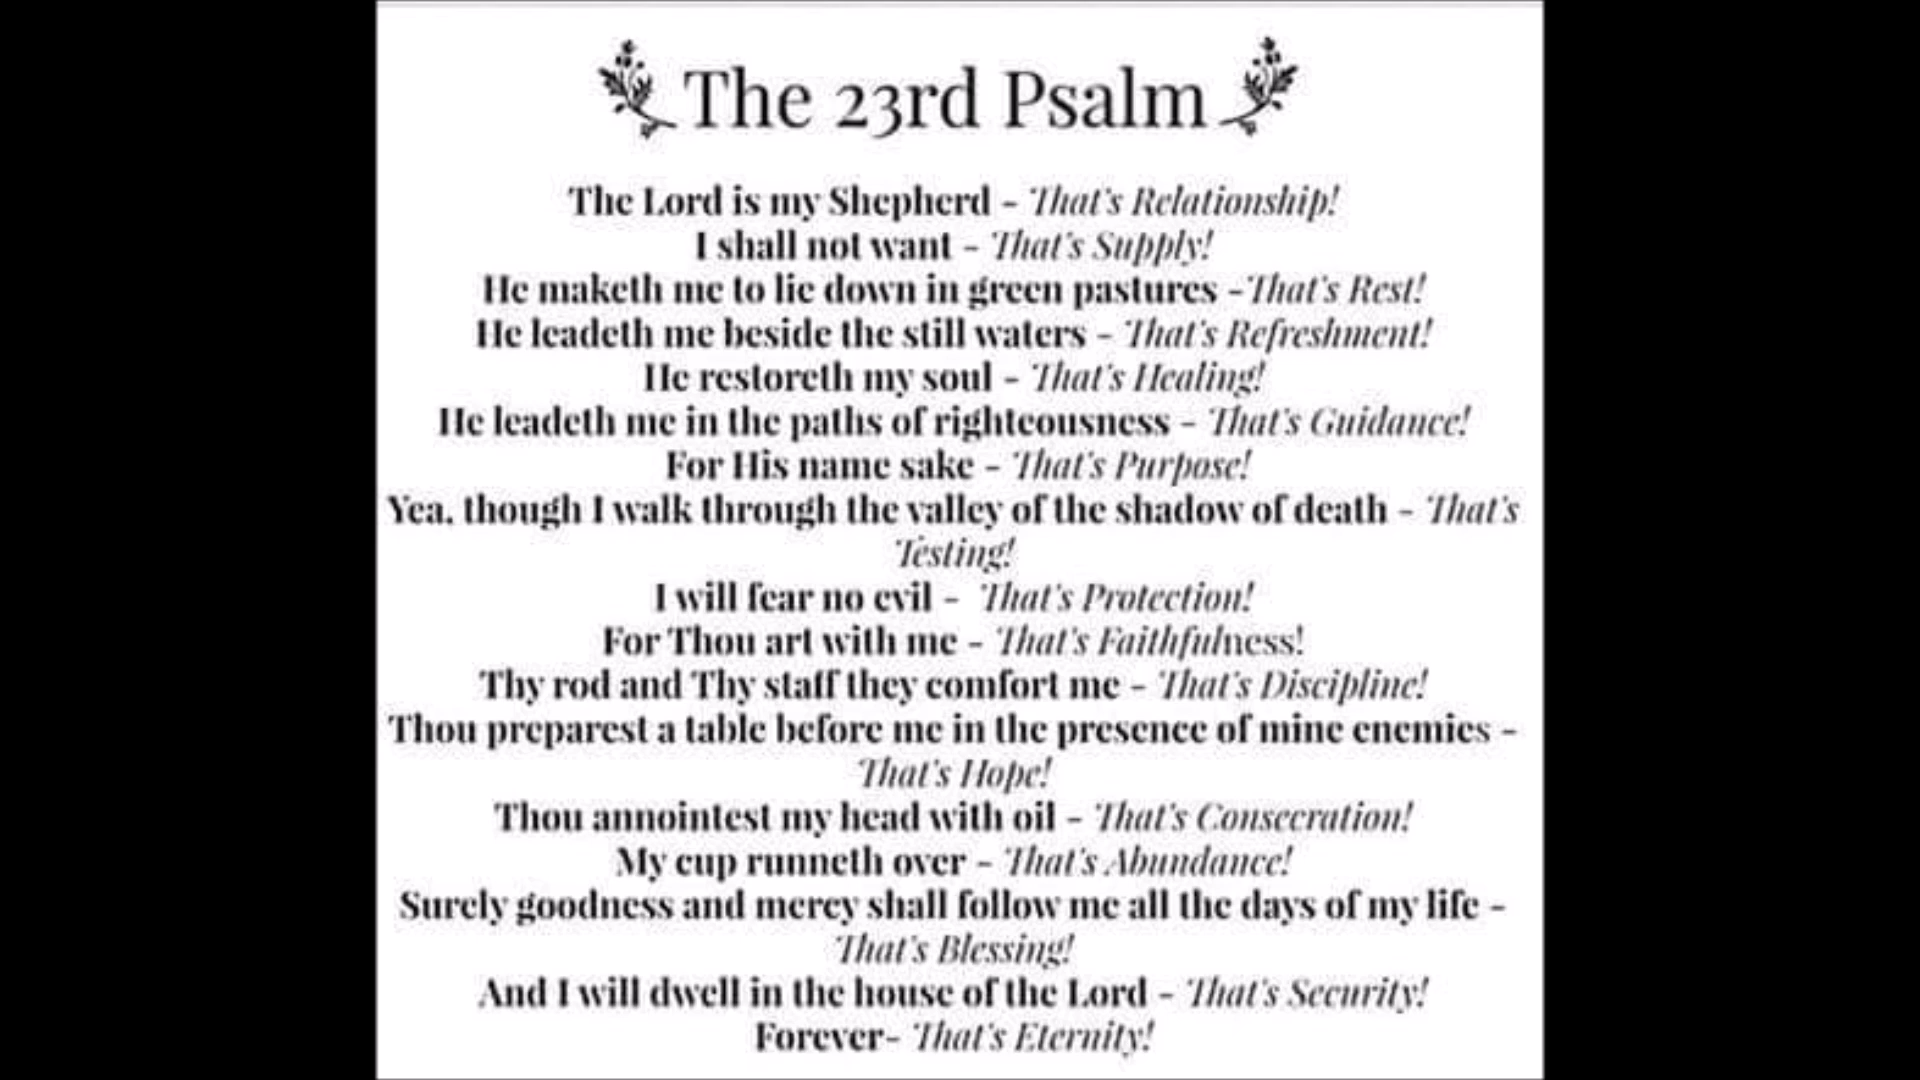 The 23rd Psalm
The Lord is my Shepherd - That's Relationship!
I shall not want - That's Supply!
He maketh me to lie down in green pastures -That's Rest!
He leadeth me beside the still waters - That's Refreshment!
He restoreth my soul - That's Healing!
He leadeth me in the paths of righteousness - That's Guidance!
For His name sake - That's Purpose!
Yea, though I walk through the valley of the shadow of death - That's
Testing!
I will fear no evil - That's Protection!
For Thou art with me - That's Faithfulness!
Thy rod and Thy staff they comfort me - That's Discipline!
Thou preparest a table before me in the presence of mine enemies -
That's Hope!
Thou annointest my head with oil - That's Consecration!
My cup runneth over - That's Abundance!
Surely goodness and mercy shall follow me all the days of my life -
That's Blessing!
And I will dwell in the house of the Lord - That's Security!
Forever- That's Eternity!